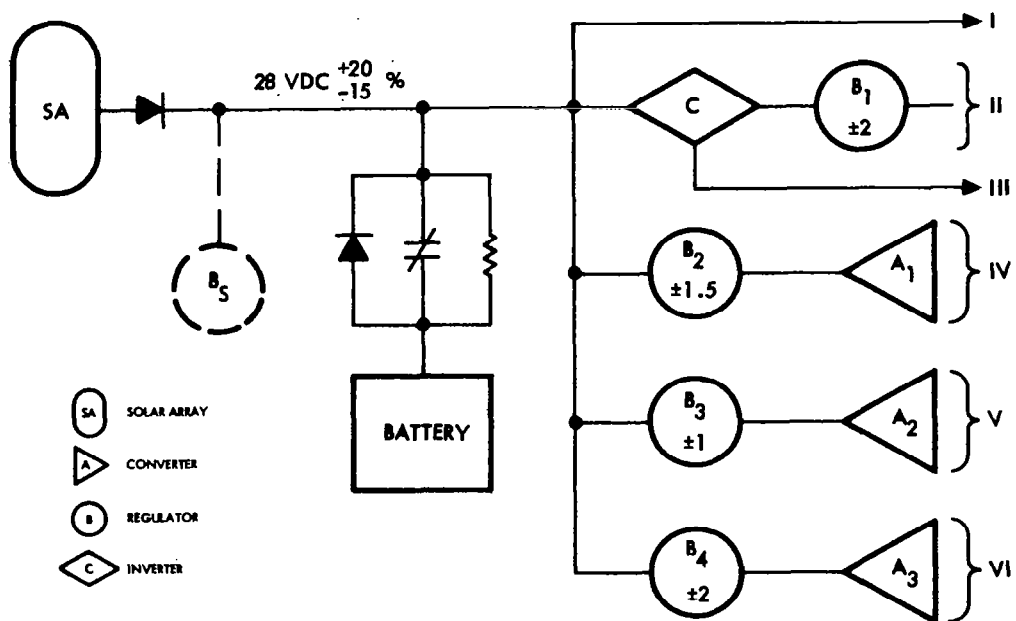 I
28 VDC +20 -15 %
SA
C
B1
±2
II
III
BS
B2
±1.5
A1
IV
BATTERY
B3
±1
A2
V
B4
±2
A3
VI
SA SOLAR ARRAY
A CONVERTER
B REGULATOR
C INVERTER